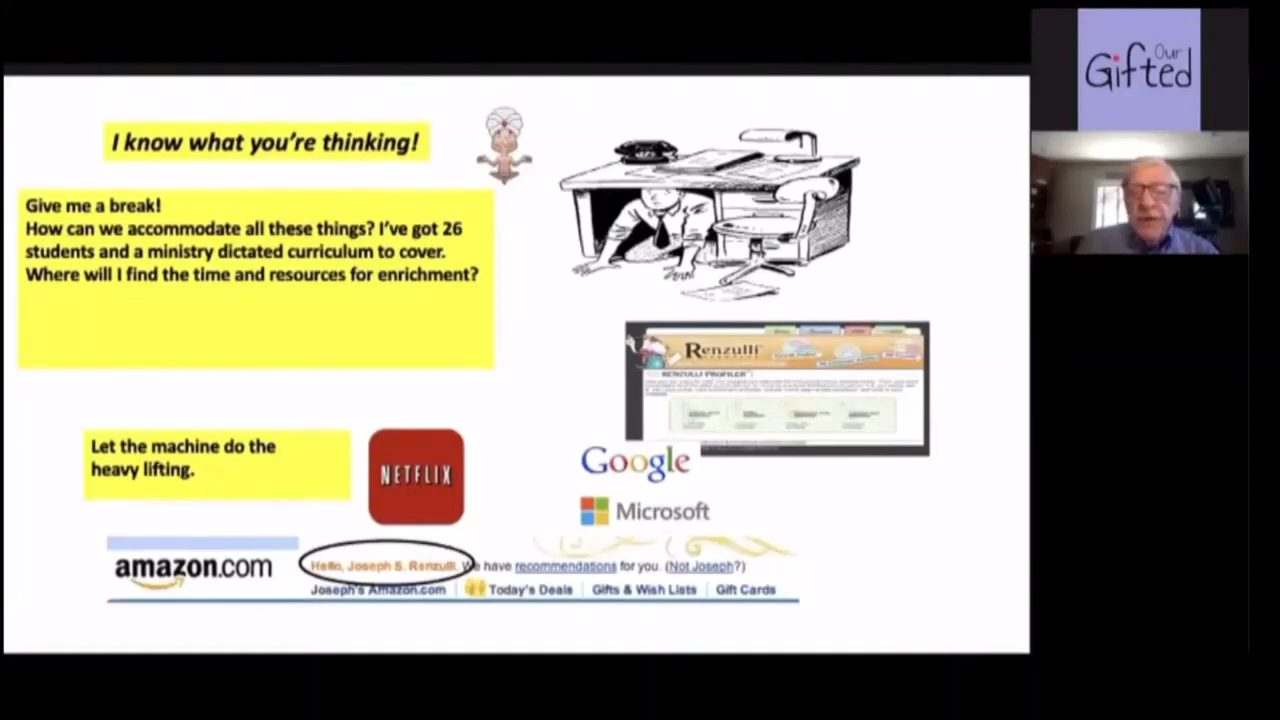 Our
Gifted
I know what you're thinking!
Give me a break!
How can we accommodate all these things? I've got 26
students and a ministry dictated curriculum to cover.
Where will I find the time and resources for enrichment?
Renzulli
RENZULLI PROFILER
Let the machine do the
heavy lifting.
NETFLIX
Google
Microsoft
amazon.com
Hello, Joseph S. Renzulli. We have recommendations for you. (Not Joseph?)
Joseph's Amazon.com
Today's Deals
Gifts & Wish Lists
Gift Cards